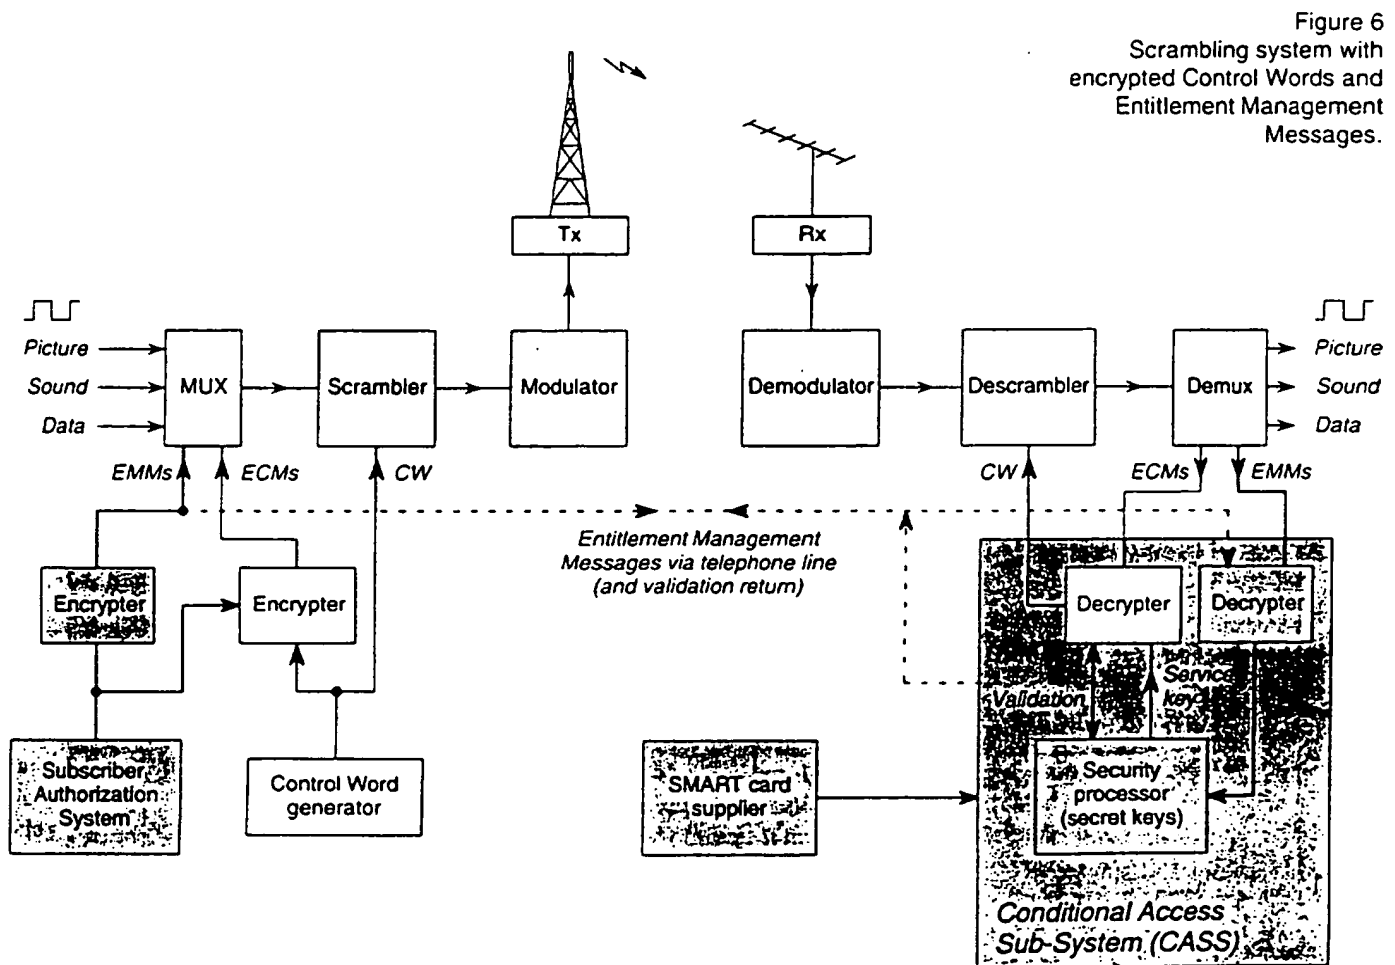 Figure 6
Scrambling system with
encrypted Control Words and
Entitlement Management
Messages.
Tx
Rx
Picture
Sound
Data
MUX
Scrambler
Modulator
Demodulator
Descrambler
Demux
Picture
Sound
Data
EMMs
ECMs
CW
CW
ECMs
EMMs
Entitlement Management
Messages via telephone line
(and validation return)
Encrypter
Encrypter
Decrypter
Decrypter
Validation
Service
key
Subscriber
Authorization
System
Control Word
generator
SMART card
supplier
Security
processor
(secret keys)
Conditional Access
Sub-System (CASS)